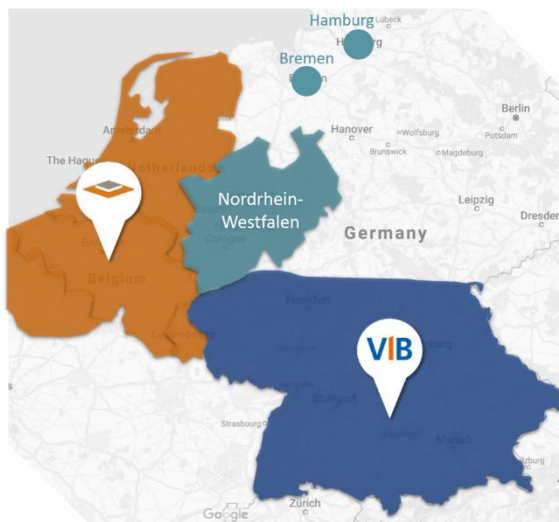 Hamburg
Lübeck
Bremen
Berlin
Hanover
Wolfsburg
Potsdam
Brunswick
Magdeburg
Amsterdam
The Hague
Netherlands
Nordrhein-
Westfalen
Cologne
Leipzig
Dresden
Germany
Belgium
Frankfurt
Luxembourg
VIB
Stuttgart
Strasbourg
Munich
Zürich
Google